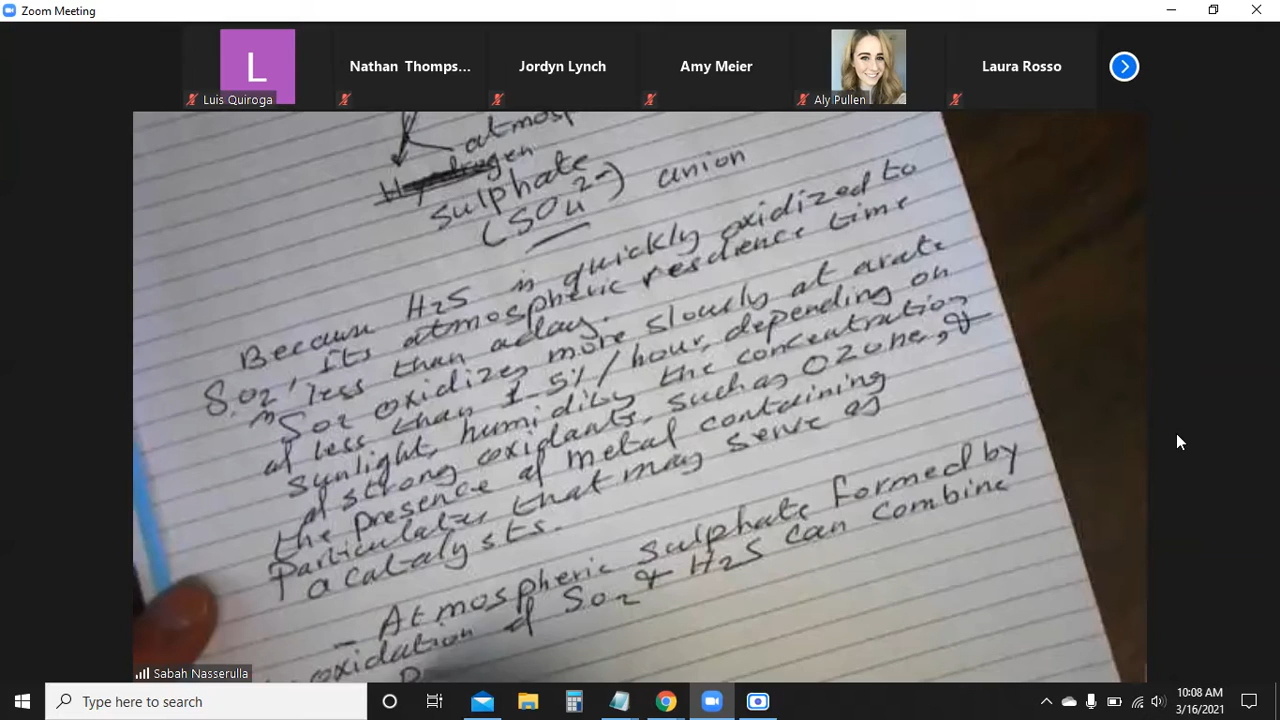 Zoom Meeting
L
Nathan Thomps...
Jordyn Lynch
Amy Meier
Laura Rosso
Luis Quiroga
Aly Pullen
atmosp
sulphate
(SO4 2-) anion
Because H2S is quickly oxidized to
SO2, Its atmospheric resdience time
is less than a day.
SO2 oxidizes more slowly at a rate
of less than 1-5% / hour, depending on
sunlight, humidity, the concentration
of strong oxidants, such as Ozone, &
the presence of metal containing
Particulates that may serve as
a catalysts.
- Atmospheric sulphate formed by
oxidation of SO2 & H2S can combine
Sabah Nasserulla
Type here to search
10:08 AM
3/16/2021